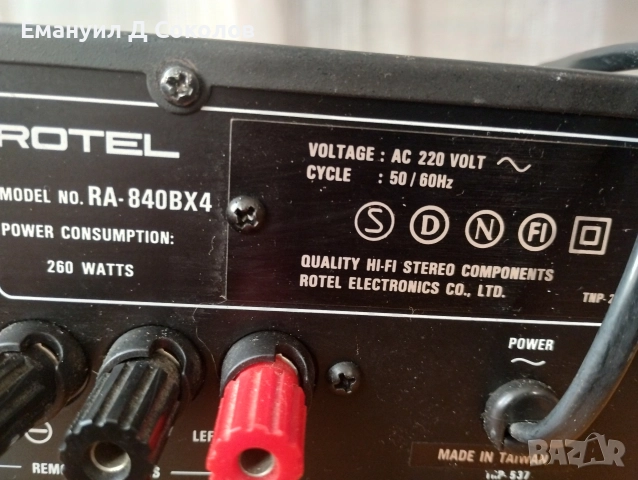 Емануил Д Соколов
ROTEL
MODEL NO. RA-840BX4
POWER CONSUMPTION:
260 WATTS
VOLTAGE : AC 220 VOLT ~
CYCLE : 50/60Hz
S D N FI
QUALITY HI-FI STEREO COMPONENTS
ROTEL ELECTRONICS CO., LTD.
POWER
~
MADE IN TAIWAN
BAZAR